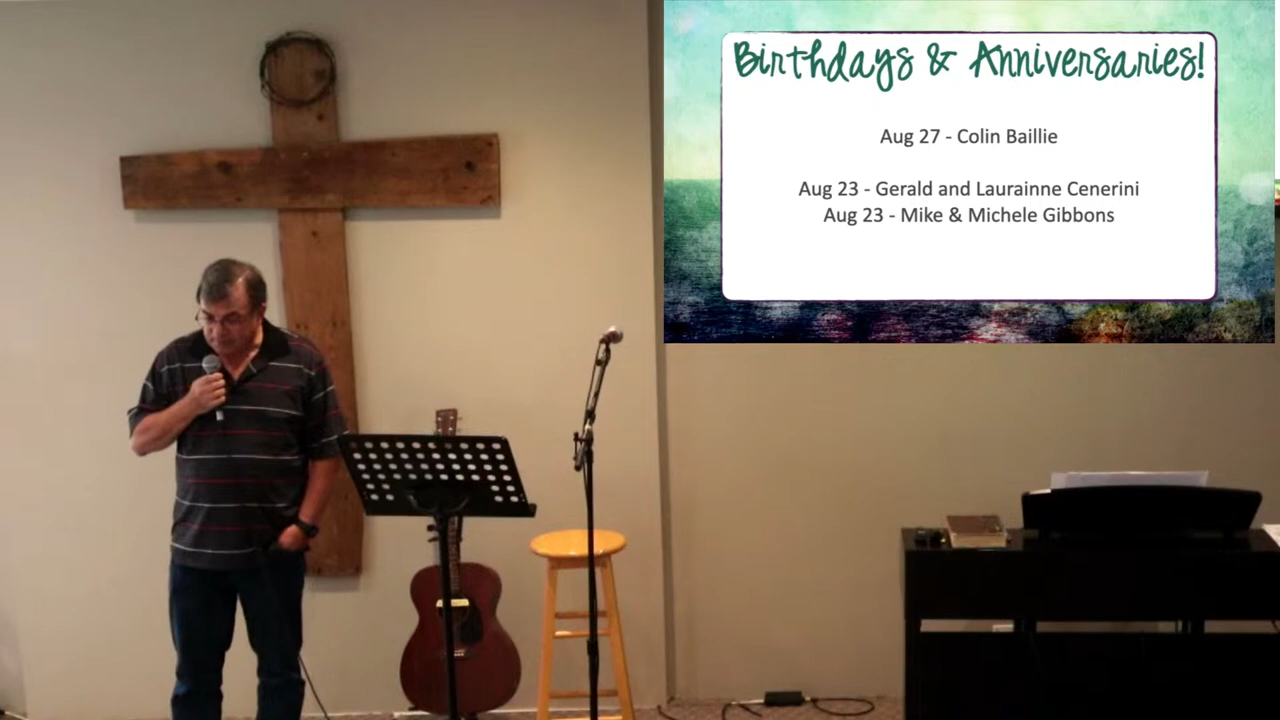 Birthdays & Anniversaries!
Aug 27 - Colin Baillie
Aug 23 - Gerald and Laurainne Cenerini
Aug 23 - Mike & Michele Gibbons